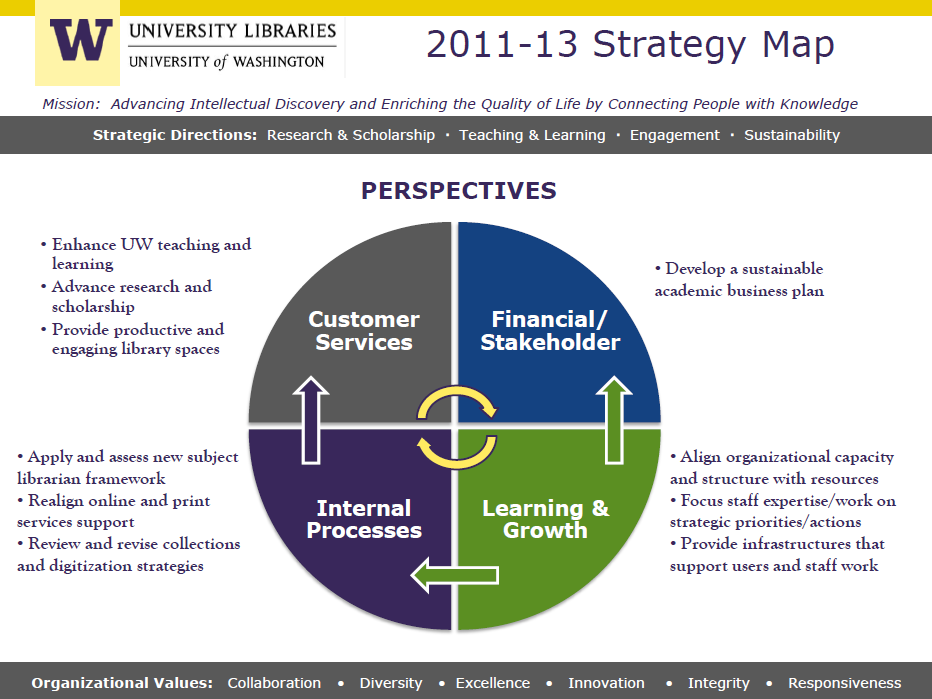 W
UNIVERSITY LIBRARIES
UNIVERSITY of WASHINGTON
2011-13 Strategy Map
Mission: Advancing Intellectual Discovery and Enriching the Quality of Life by Connecting People with Knowledge
Strategic Directions: Research & Scholarship · Teaching & Learning · Engagement · Sustainability
PERSPECTIVES
• Enhance UW teaching and
learning
• Advance research and
scholarship
• Provide productive and
engaging library spaces
Customer
Services
Financial/
Stakeholder
• Develop a sustainable
academic business plan
• Apply and assess new subject
librarian framework
• Realign online and print
services support
• Review and revise collections
and digitization strategies
Internal
Processes
Learning &
Growth
• Align organizational capacity
and structure with resources
• Focus staff expertise/work on
strategic priorities/actions
• Provide infrastructures that
support users and staff work
Organizational Values: Collaboration • Diversity • Excellence • Innovation • Integrity • Responsiveness